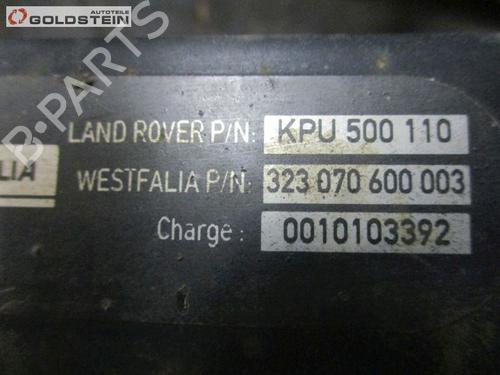 AUTOTEILE
GOLDSTEIN
B-PARTS
LAND ROVER P/N: KPU 500 110
LIA
WESTFALIA P/N: 323 070 600 003
Charge : 0010103392